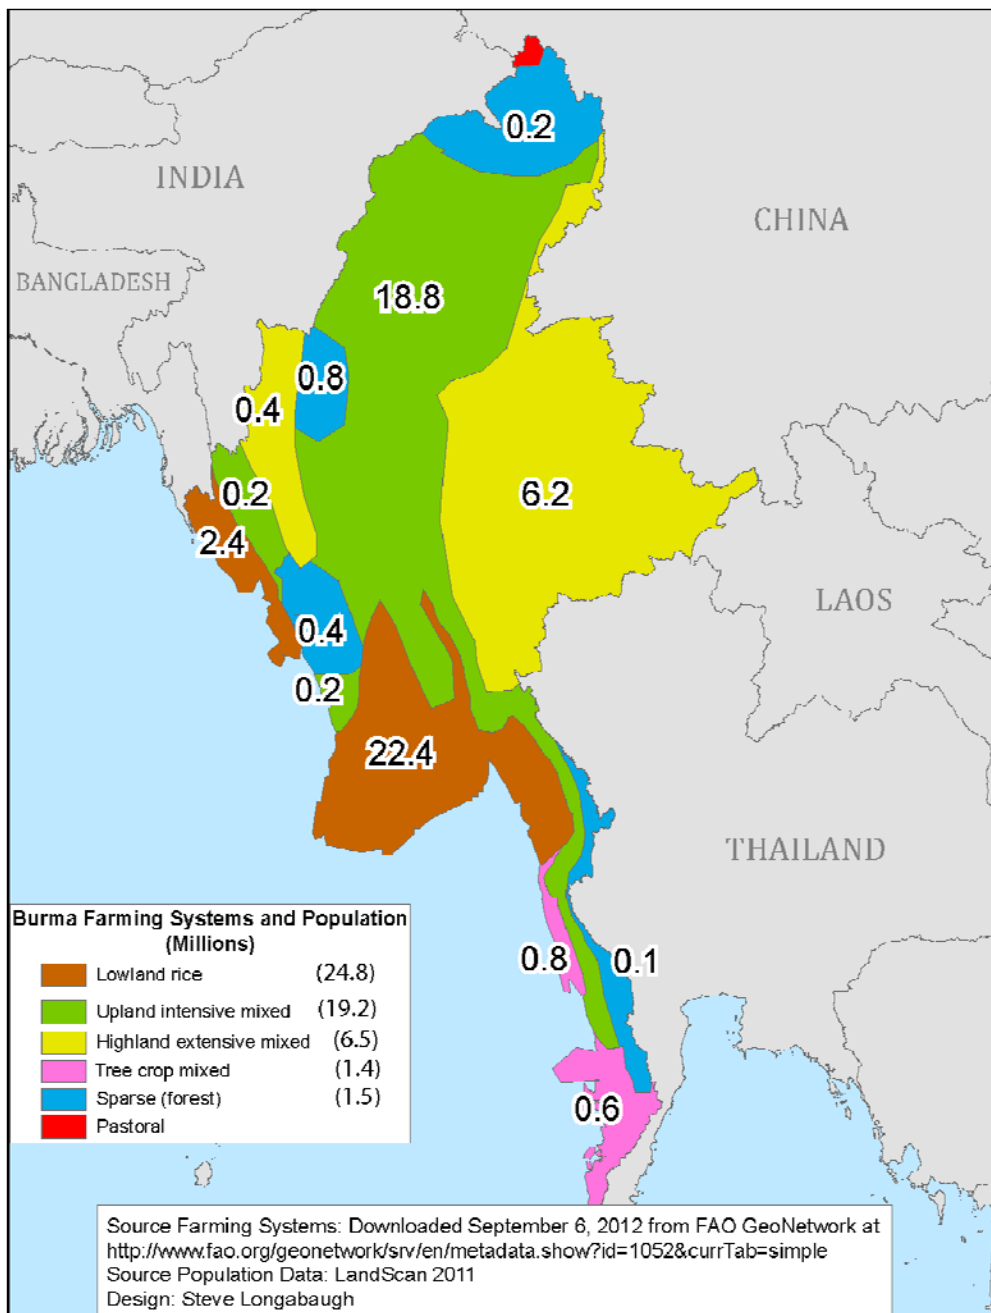 0.2
INDIA
CHINA
BANGLADESH
18.8
0.8
0.4
6.2
0.2
2.4
LAOS
0.4
0.2
22.4
THAILAND
Burma Farming Systems and Population
(Millions)
Lowland rice (24.8)
Upland intensive mixed (19.2)
Highland extensive mixed (6.5)
Tree crop mixed (1.4)
Sparse (forest) (1.5)
Pastoral
0.8
0.1
0.6
Source Farming Systems: Downloaded September 6, 2012 from FAO GeoNetwork at
http://www.fao.org/geonetwork/srv/en/metadata.show?id=1052&currTab=simple
Source Population Data: LandScan 2011
Design: Steve Longabaugh